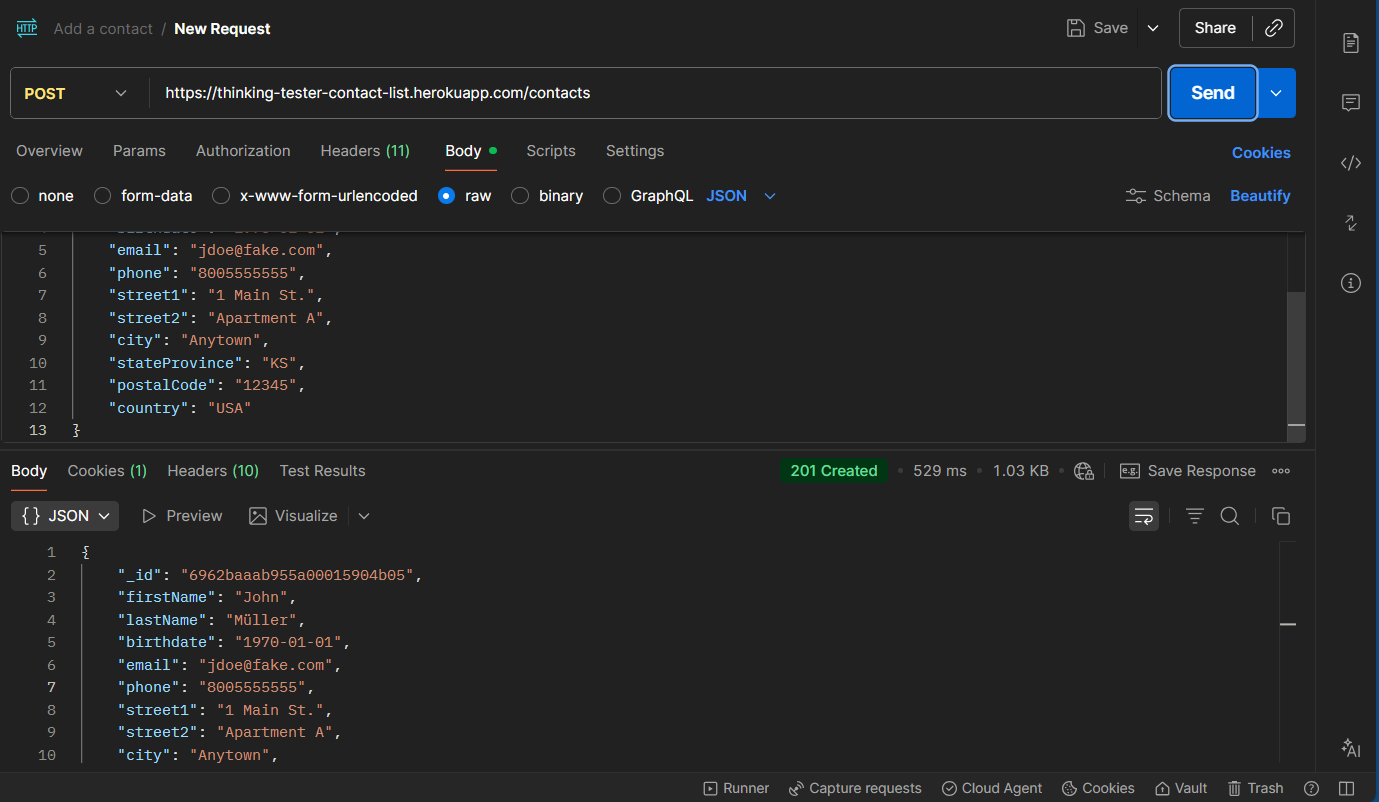 HTTP Add a contact / New Request Save Share
POST https://thinking-tester-contact-list.herokuapp.com/contacts Send
Overview Params Authorization Headers (11) Body Scripts Settings Cookies
none form-data x-www-form-urlencoded raw binary GraphQL JSON Schema Beautify
5 "email": "jdoe@fake.com",
6 "phone": "8005555555",
7 "street1": "1 Main St.",
8 "street2": "Apartment A",
9 "city": "Anytown",
10 "stateProvince": "KS",
11 "postalCode": "12345",
12 "country": "USA"
13 }
Body Cookies (1) Headers (10) Test Results 201 Created • 529 ms • 1.03 KB • e.g. Save Response
{} JSON Preview Visualize
1 {
2 "_id": "6962baaab955a00015904b05",
3 "firstName": "John",
4 "lastName": "Müller",
5 "birthdate": "1970-01-01",
6 "email": "jdoe@fake.com",
7 "phone": "8005555555",
8 "street1": "1 Main St.",
9 "street2": "Apartment A",
10 "city": "Anytown",
AI
Runner Capture requests Cloud Agent Cookies Vault Trash